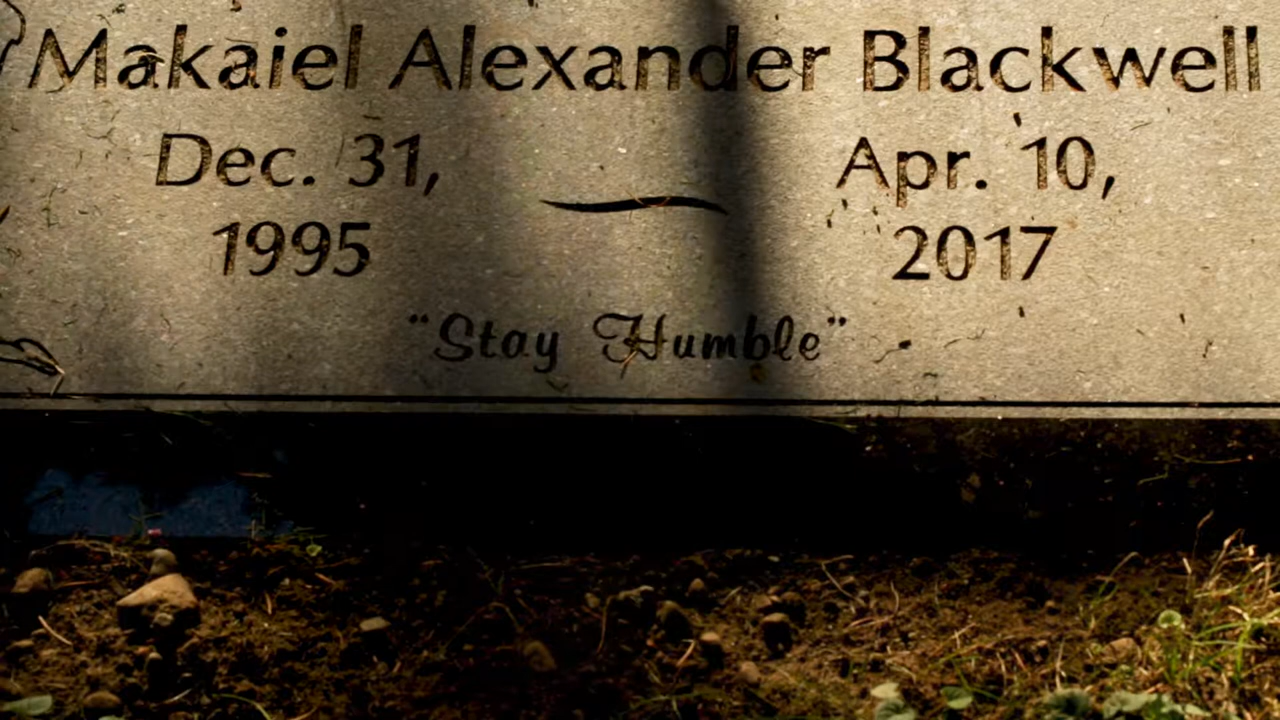 Makaiel Alexander Blackwell
Dec. 31, 1995 — Apr. 10, 2017
“Stay Humble”